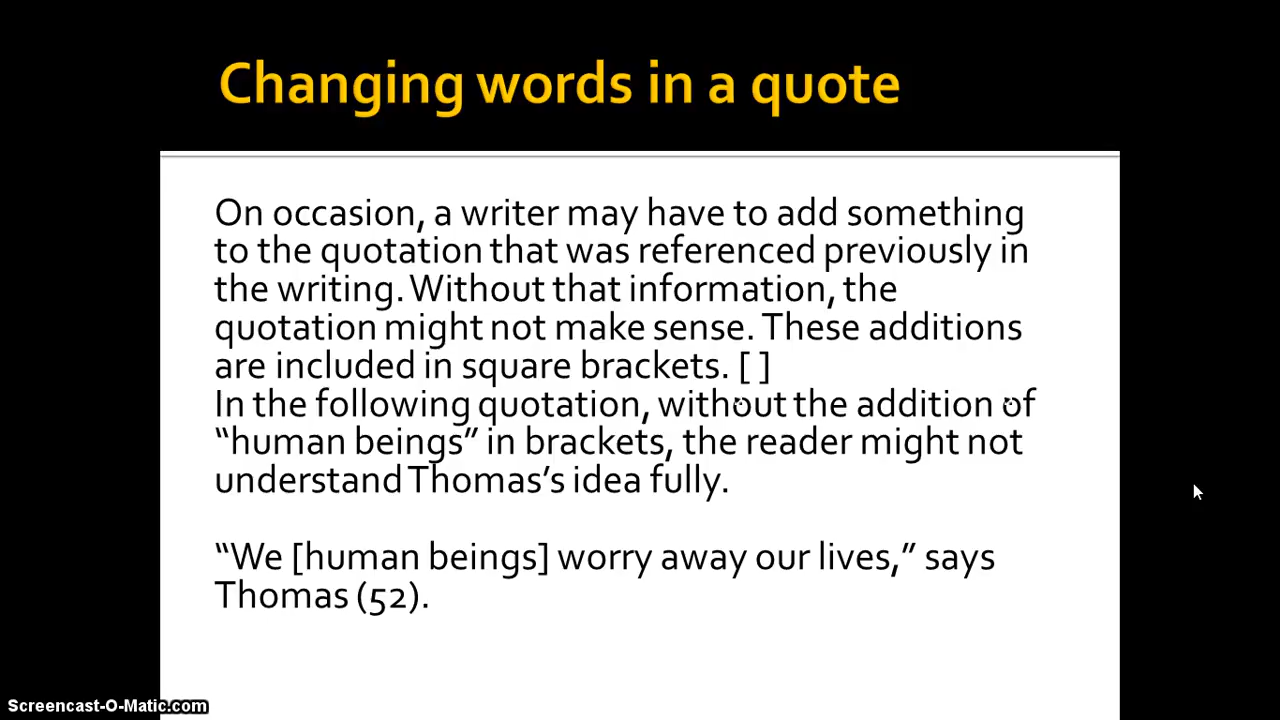 Changing words in a quote
On occasion, a writer may have to add something
to the quotation that was referenced previously in
the writing. Without that information, the
quotation might not make sense. These additions
are included in square brackets. [ ]
In the following quotation, without the addition of
“human beings” in brackets, the reader might not
understand Thomas’s idea fully.
“We [human beings] worry away our lives,” says
Thomas (52).
Screencast-O-Matic.com